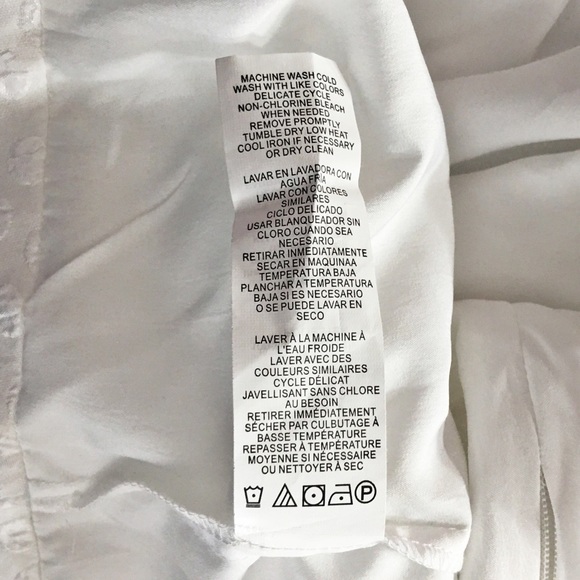 MACHINE WASH COLD
WASH WITH LIKE COLORS
DELICATE CYCLE
NON-CHLORINE BLEACH
WHEN NEEDED
REMOVE PROMPTLY
TUMBLE DRY LOW HEAT
COOL IRON IF NECESSARY
OR DRY CLEAN
LAVAR EN LAVADORA CON
AGUA FRIA
LAVAR CON COLORES
SIMILARES
CICLO DELICADO
USAR BLANQUEADOR SIN
CLORO CUANDO SEA
NECESARIO
RETIRAR INMEDIATAMENTE
SECAR EN MAQUINAA
TEMPERATURA BAJA
PLANCHAR A TEMPERATURA
BAJA SI ES NECESARIO
O SE PUEDE LAVAR EN
SECO
LAVER À LA MACHINE À
L'EAU FROIDE
LAVER AVEC DES
COULEURS SIMILAIRES
CYCLE DÉLICAT
JAVELLISANT SANS CHLORE
AU BESOIN
RETIRER IMMÉDIATEMENT
SÉCHER PAR CULBUTAGE À
BASSE TEMPÉRATURE
REPASSER À TEMPÉRATURE
MOYENNE SI NÉCESSAIRE
OU NETTOYER À SEC
P